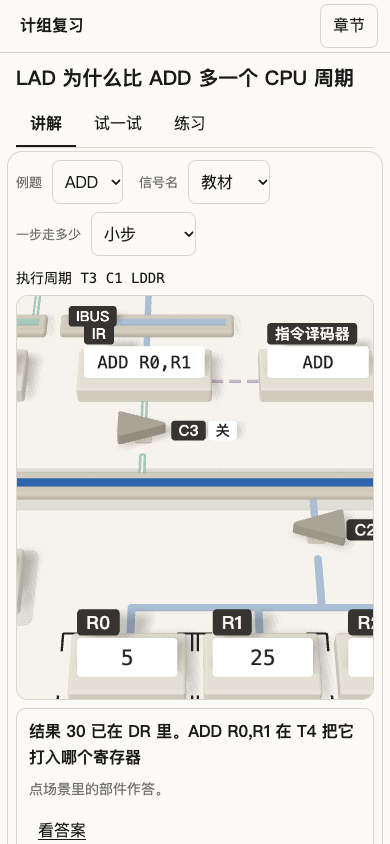 计组复习
章节
LAD 为什么比 ADD 多一个 CPU 周期
讲解 试一试 练习
例题 ADD 信号名 教材
一步走多少 小步
执行周期 T3 C1 LDDR
IBUS
IR 指令译码器
ADD R0,R1 ADD
C3 关
C2
R0 R1 R2
5 25
结果 30 已在 DR 里。ADD R0,R1 在 T4 把它
打入哪个寄存器
点场景里的部件作答。
看答案